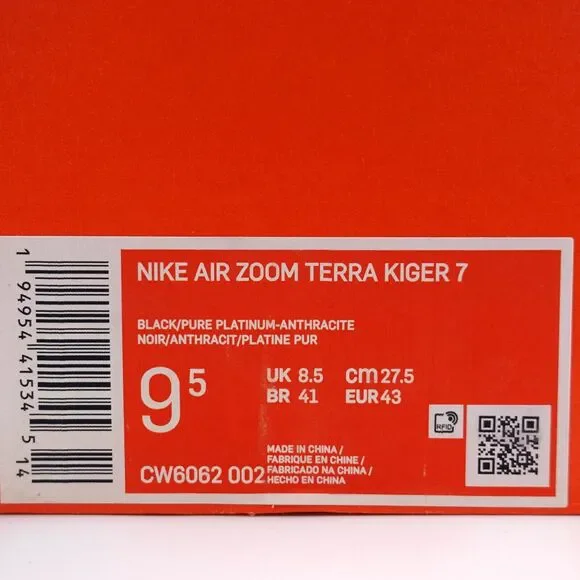 NIKE AIR ZOOM TERRA KIGER 7
BLACK/PURE PLATINUM-ANTHRACITE
NOIR/ANTHRACIT/PLATINE PUR
9⁵
UK 8.5 CM 27.5
BR 41 EUR 43
RFID
CW6062 002
MADE IN CHINA /
FABRIQUE EN CHINE /
FABRICADO NA CHINA /
HECHO EN CHINA
1 94954 41534 5 14